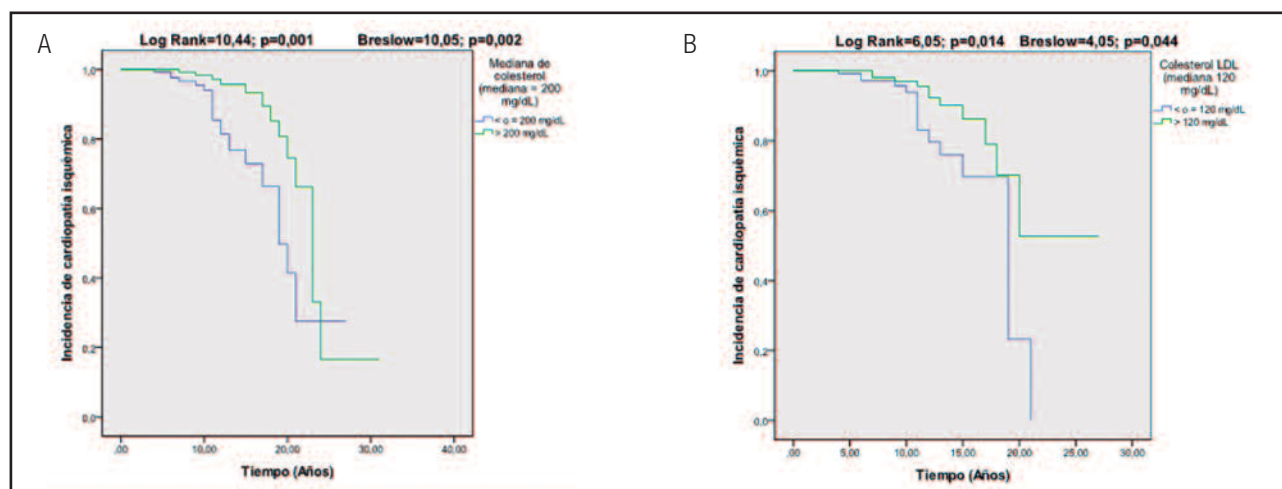 A
Log Rank=10,44; p=0,001 Breslow=10,05; p=0,002
Mediana de
colesterol
(mediana = 200
mg/dL)
< o = 200 mg/dL
> 200 mg/dL
Incidencia de cardiopatía isquémica
1,0
0,8
0,6
0,4
0,2
0,0
,00 10,00 20,00 30,00 40,00
Tiempo (Años)
B
Log Rank=6,05; p=0,014 Breslow=4,05; p=0,044
Colesterol LDL
(mediana 120
mg/dL)
< o = 120 mg/dL
> 120 mg/dL
Incidencia de cardiopatía isquémica
1,0
0,8
0,6
0,4
0,2
0,0
,00 5,00 10,00 15,00 20,00 25,00 30,00
Tiempo (Años)